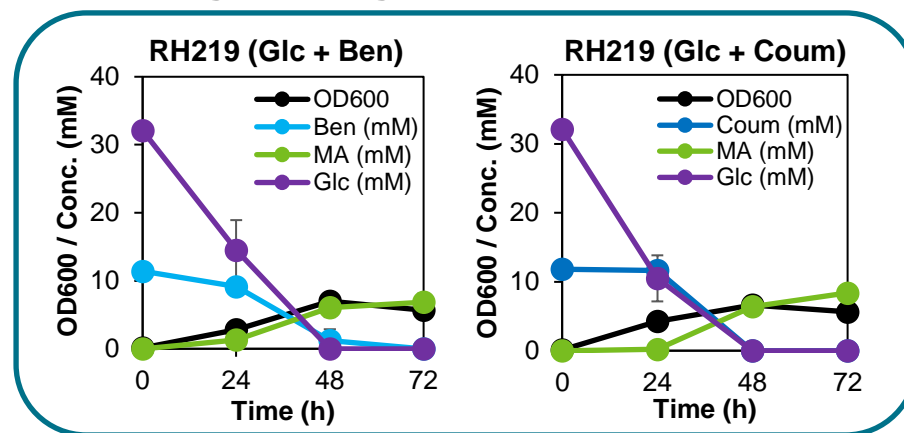 RH219 (Glc + Ben)
40
30
20
10
0
OD600 / Conc. (mM)
OD600
Ben (mM)
MA (mM)
Glc (mM)
0 24 48 72
Time (h)
RH219 (Glc + Coum)
40
30
20
10
0
OD600 / Conc. (mM)
OD600
Coum (mM)
MA (mM)
Glc (mM)
0 24 48 72
Time (h)